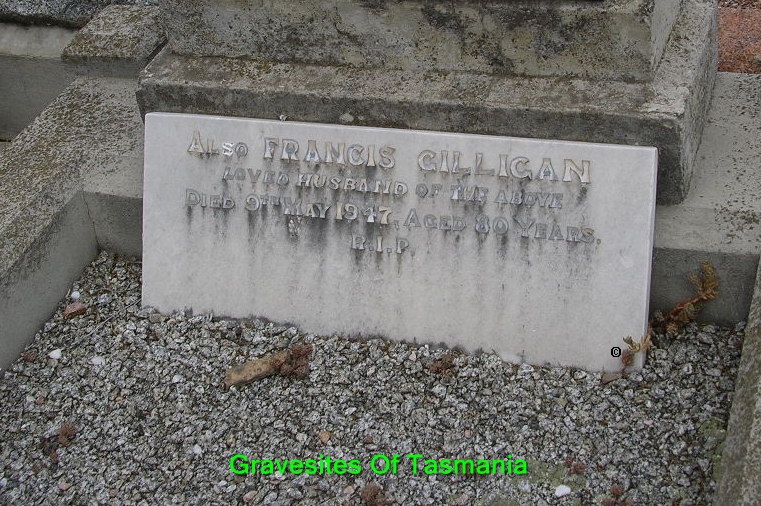 Also FRANCIS GILLIGAN
LOVED HUSBAND OF THE ABOVE
DIED 9TH MAY 1947, AGED 80 YEARS.
R.I.P.
©
Gravesites Of Tasmania